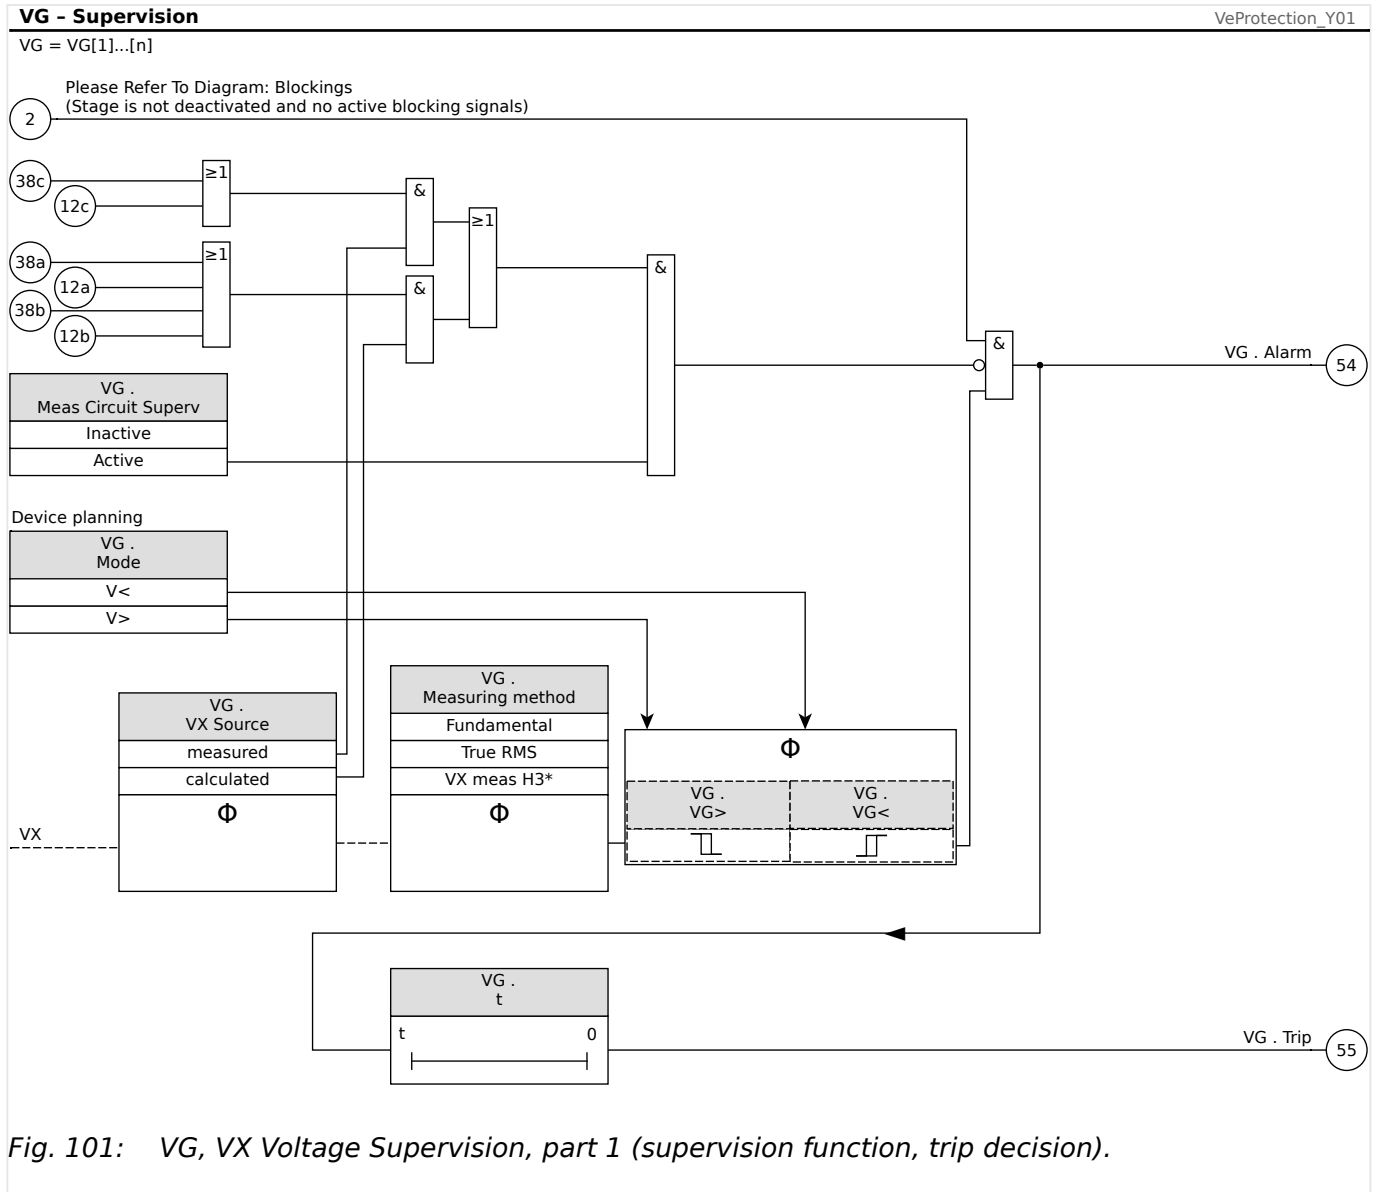 VG – Supervision
VeProtection_Y01
VG = VG[1]...[n]
Please Refer To Diagram: Blockings
(Stage is not deactivated and no active blocking signals)
2
38c
12c
≥1
&
≥1
38a
12a
38b
12b
≥1
&
&
&
VG . Alarm
54
VG .
Meas Circuit Superv
Inactive
Active
Device planning
VG .
Mode
V<
V>
VG .
VX Source
measured
calculated
Φ
VX
VG .
Measuring method
Fundamental
True RMS
VX meas H3*
Φ
Φ
VG .
VG>
VG .
VG<
VG .
t
t
0
VG . Trip
55
Fig. 101: VG, VX Voltage Supervision, part 1 (supervision function, trip decision).